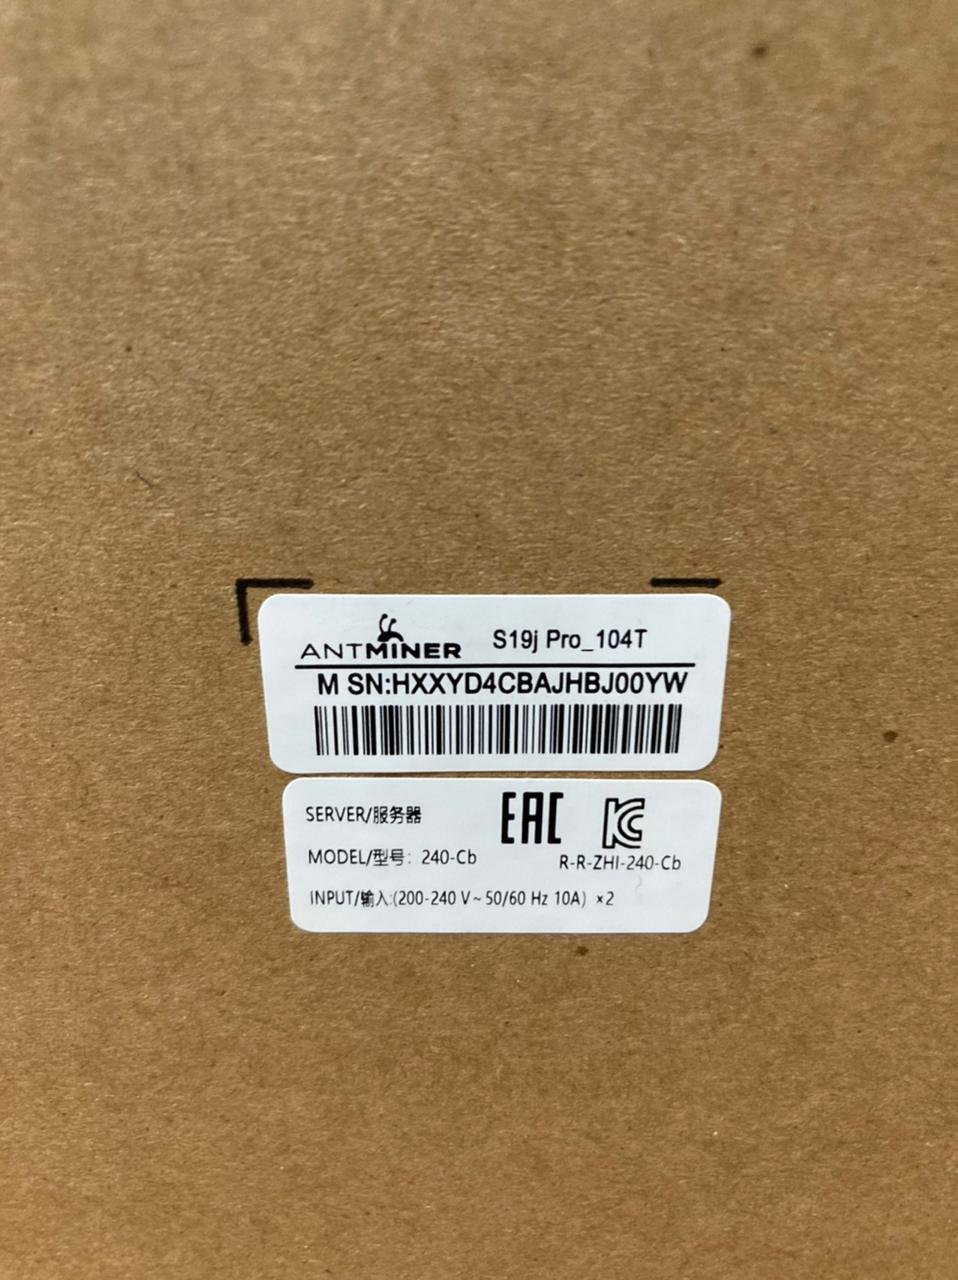 ANTMINER S19j Pro_104T
M SN:HXXYD4CBAJHBJ00YW
SERVER/服务器 EAC KC
MODEL/型号: 240-Cb R-R-ZHI-240-Cb
INPUT/输入:(200-240 V~50/60 Hz 10A) ×2